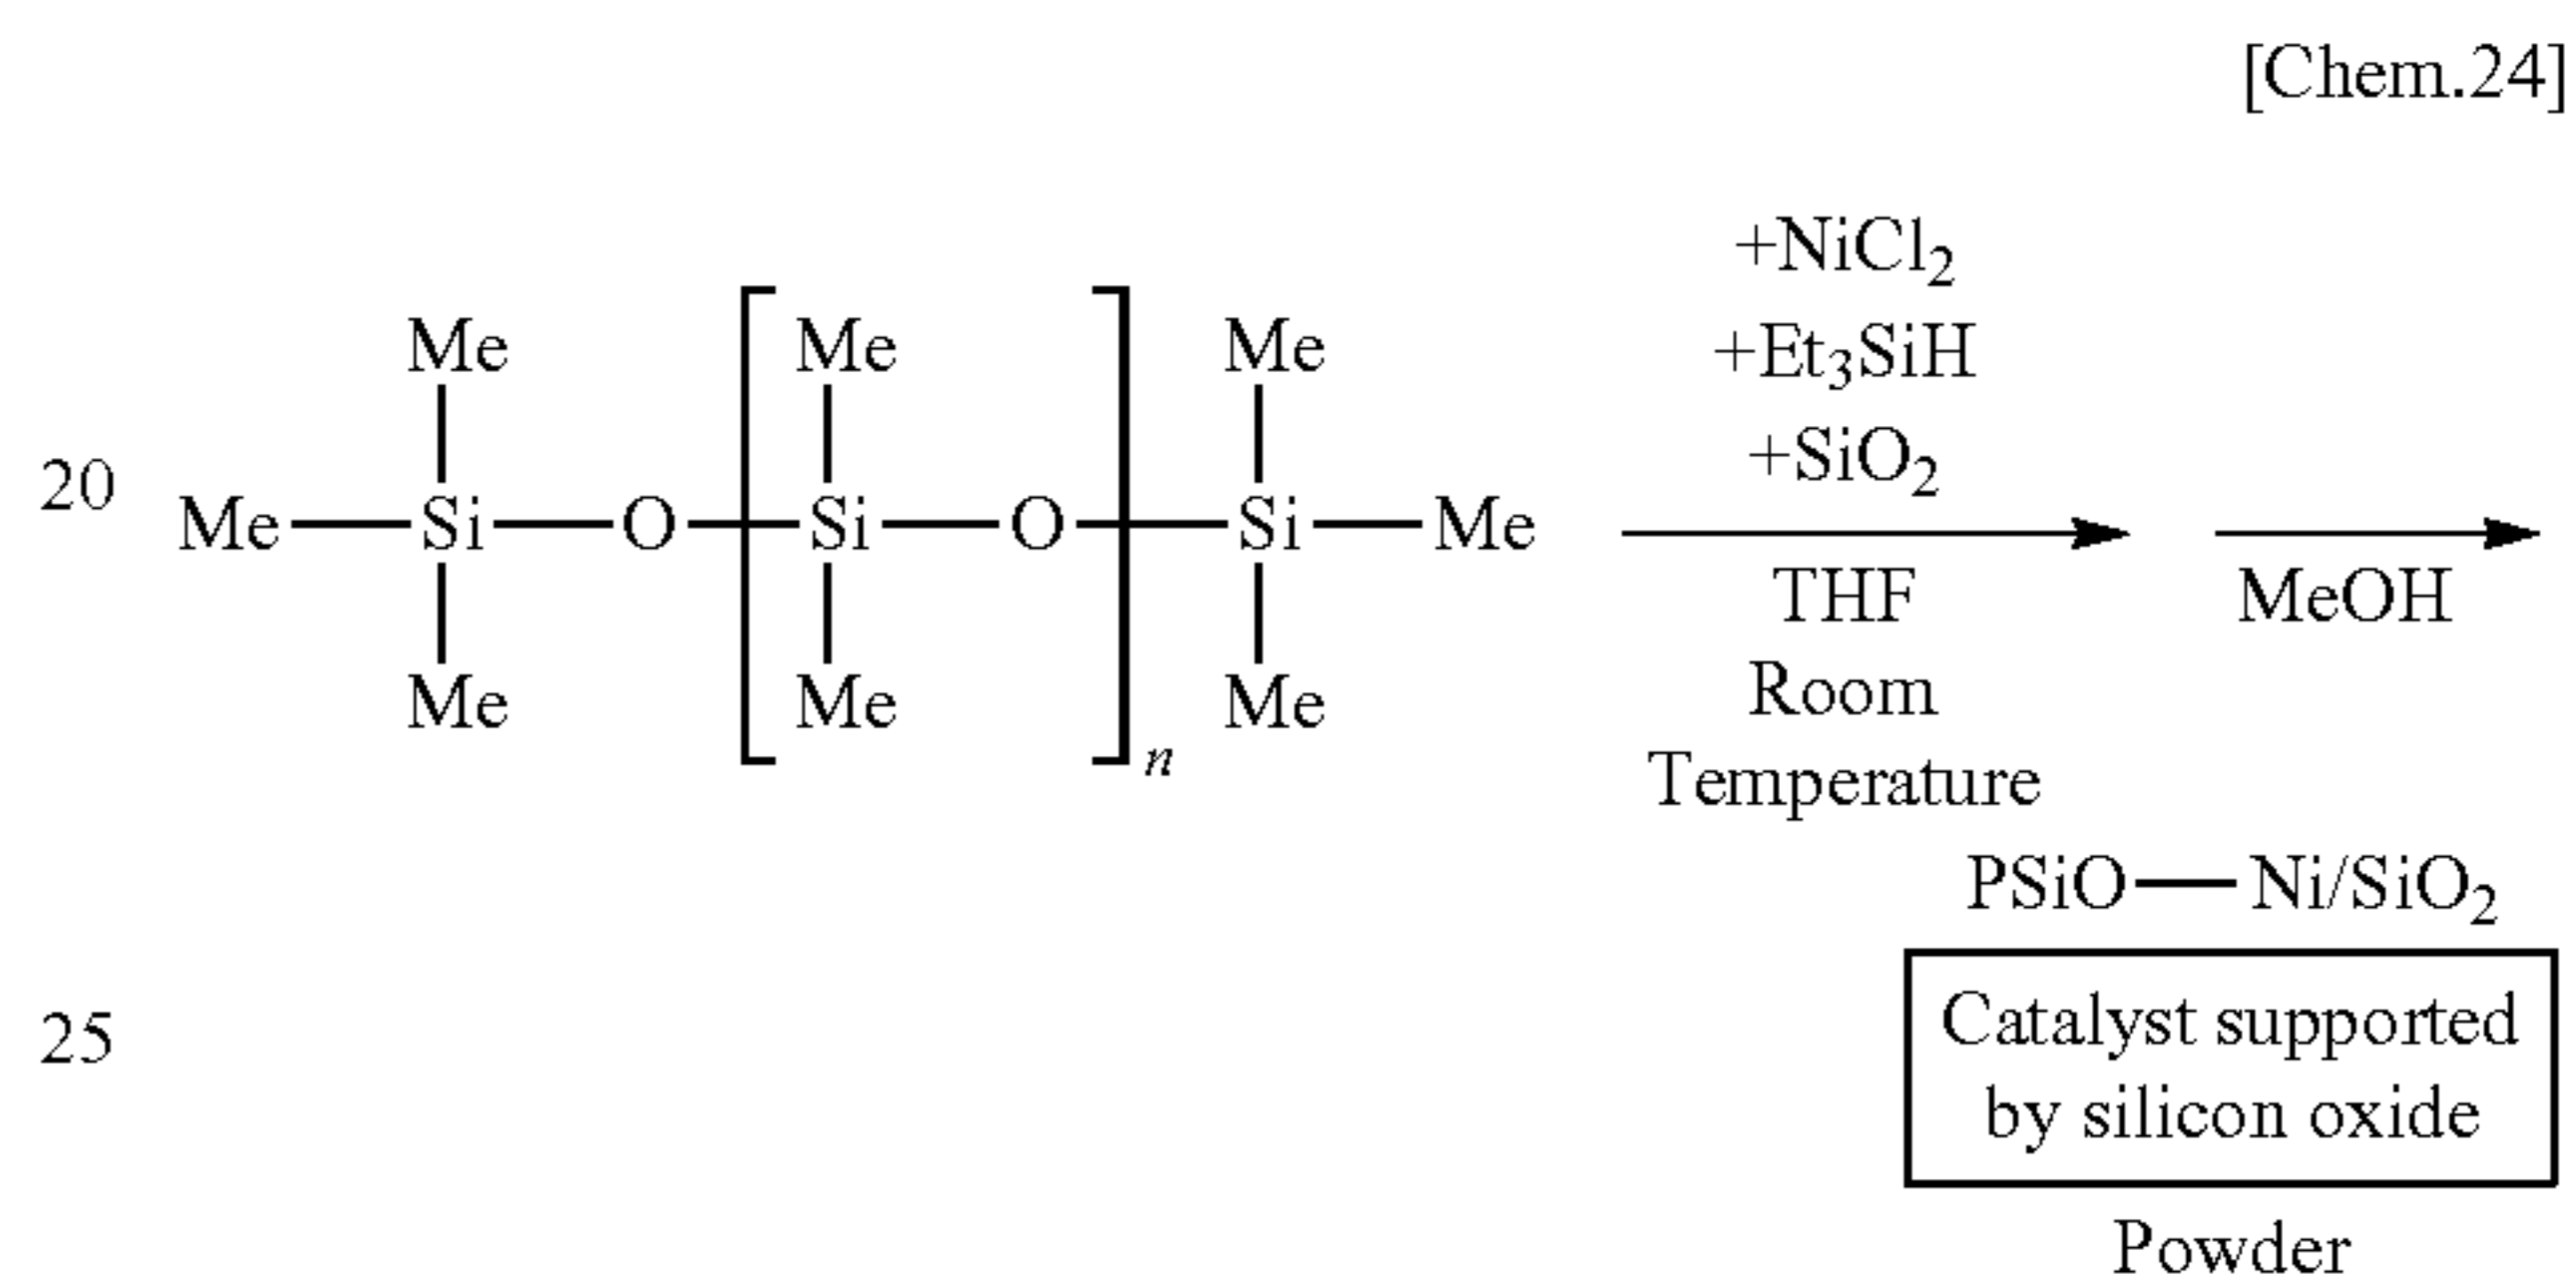 [Chem.24]
+NiCl2
+Et3SiH
+SiO2
Me Me Me
20 Me—Si—O—[Si—O]n—Si—Me
THF MeOH
Me Me Me
Room
Temperature
PSiO—Ni/SiO2
25
Catalyst supported
by silicon oxide
Powder